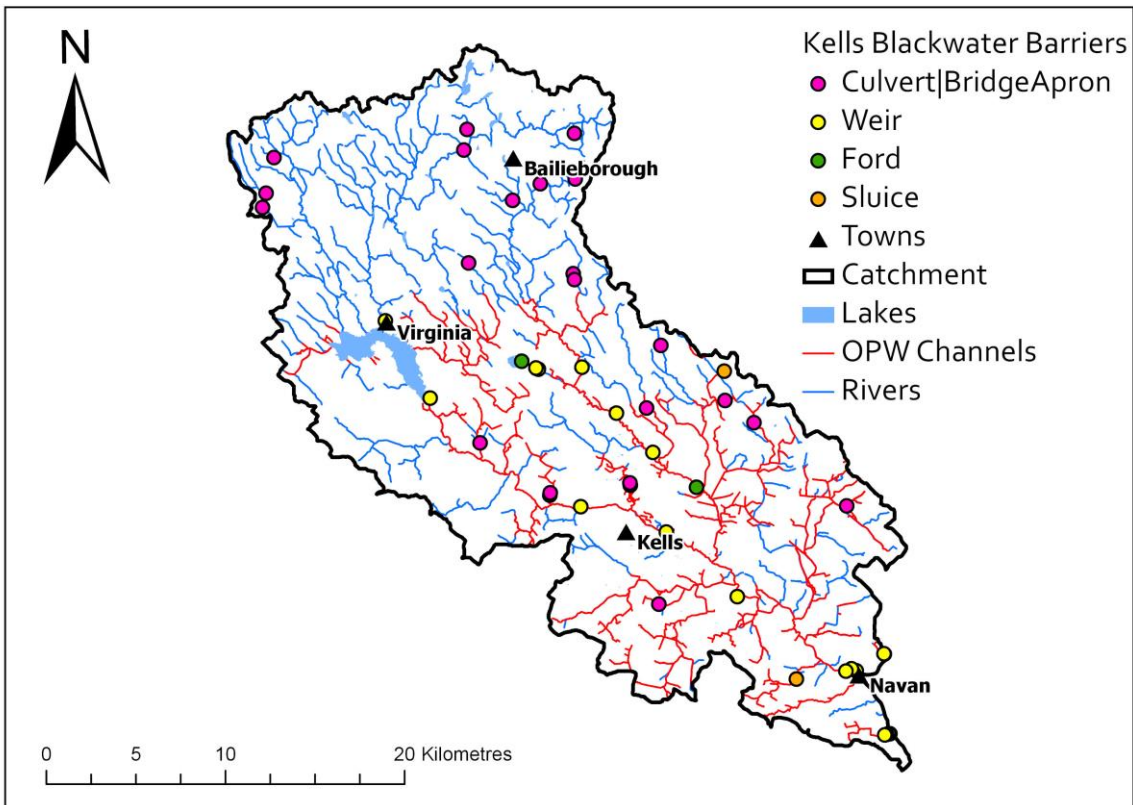 N
Kells Blackwater Barriers
Culvert|BridgeApron
Weir
Ford
Sluice
Towns
Catchment
Lakes
OPW Channels
Rivers
Bailieborough
Virginia
Kells
Navan
0 5 10 20 Kilometres